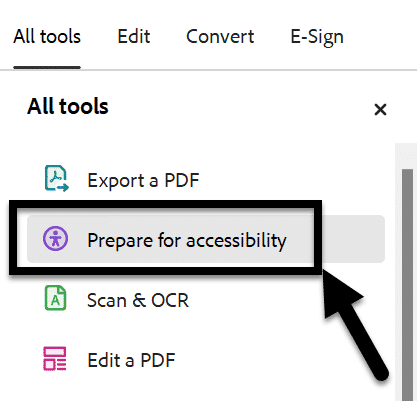 All tools Edit Convert E-Sign
All tools
Export a PDF
Prepare for accessibility
Scan & OCR
Edit a PDF